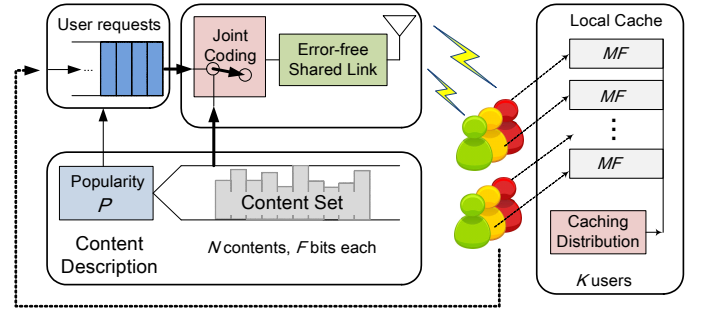 User requests
...
Joint
Coding
Error-free
Shared Link
Popularity
P
Content Set
Content
Description
N contents, F bits each
Local Cache
MF
MF
MF
Caching
Distribution
K users